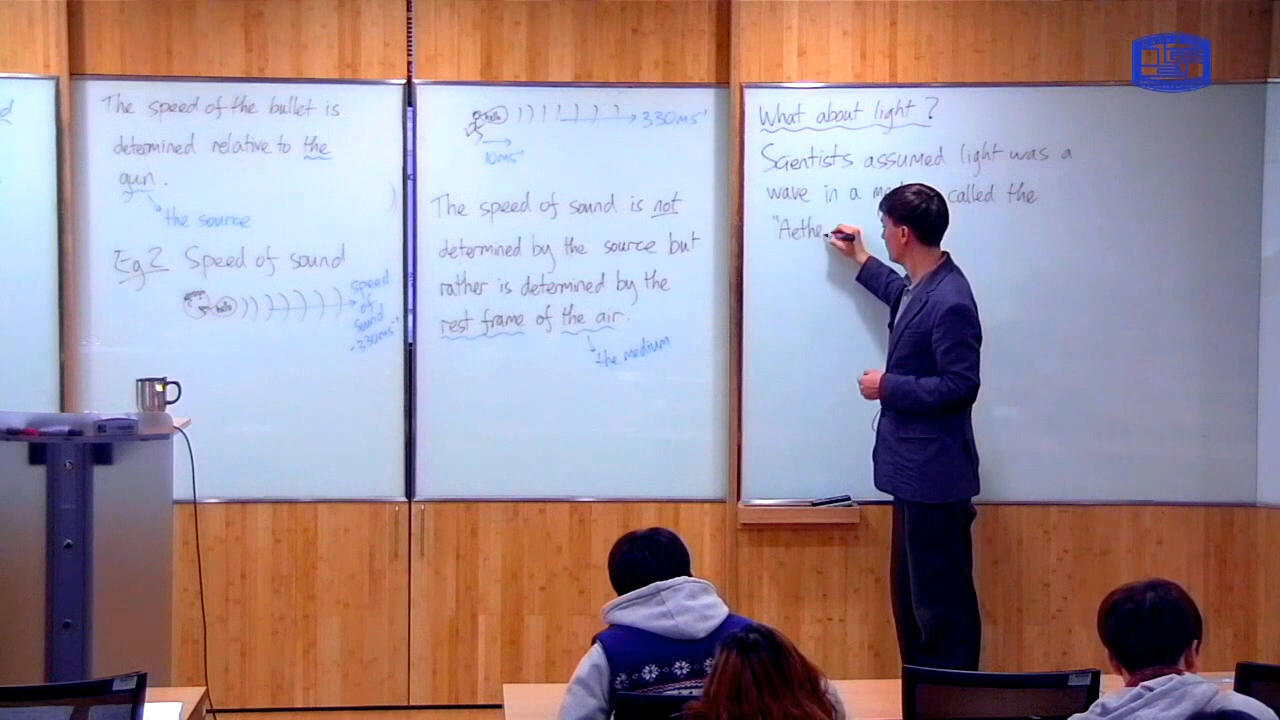 The speed of the bullet is
determined relative to the
gun.
the source
Eg 2 Speed of sound
hello
speed
of
sound
~330ms⁻¹
hello
330ms⁻¹
10ms⁻¹
The speed of sound is not
determined by the source but
rather is determined by the
rest frame of the air.
the medium
What about light?
Scientists assumed light was a
wave in a called the
"Aethe